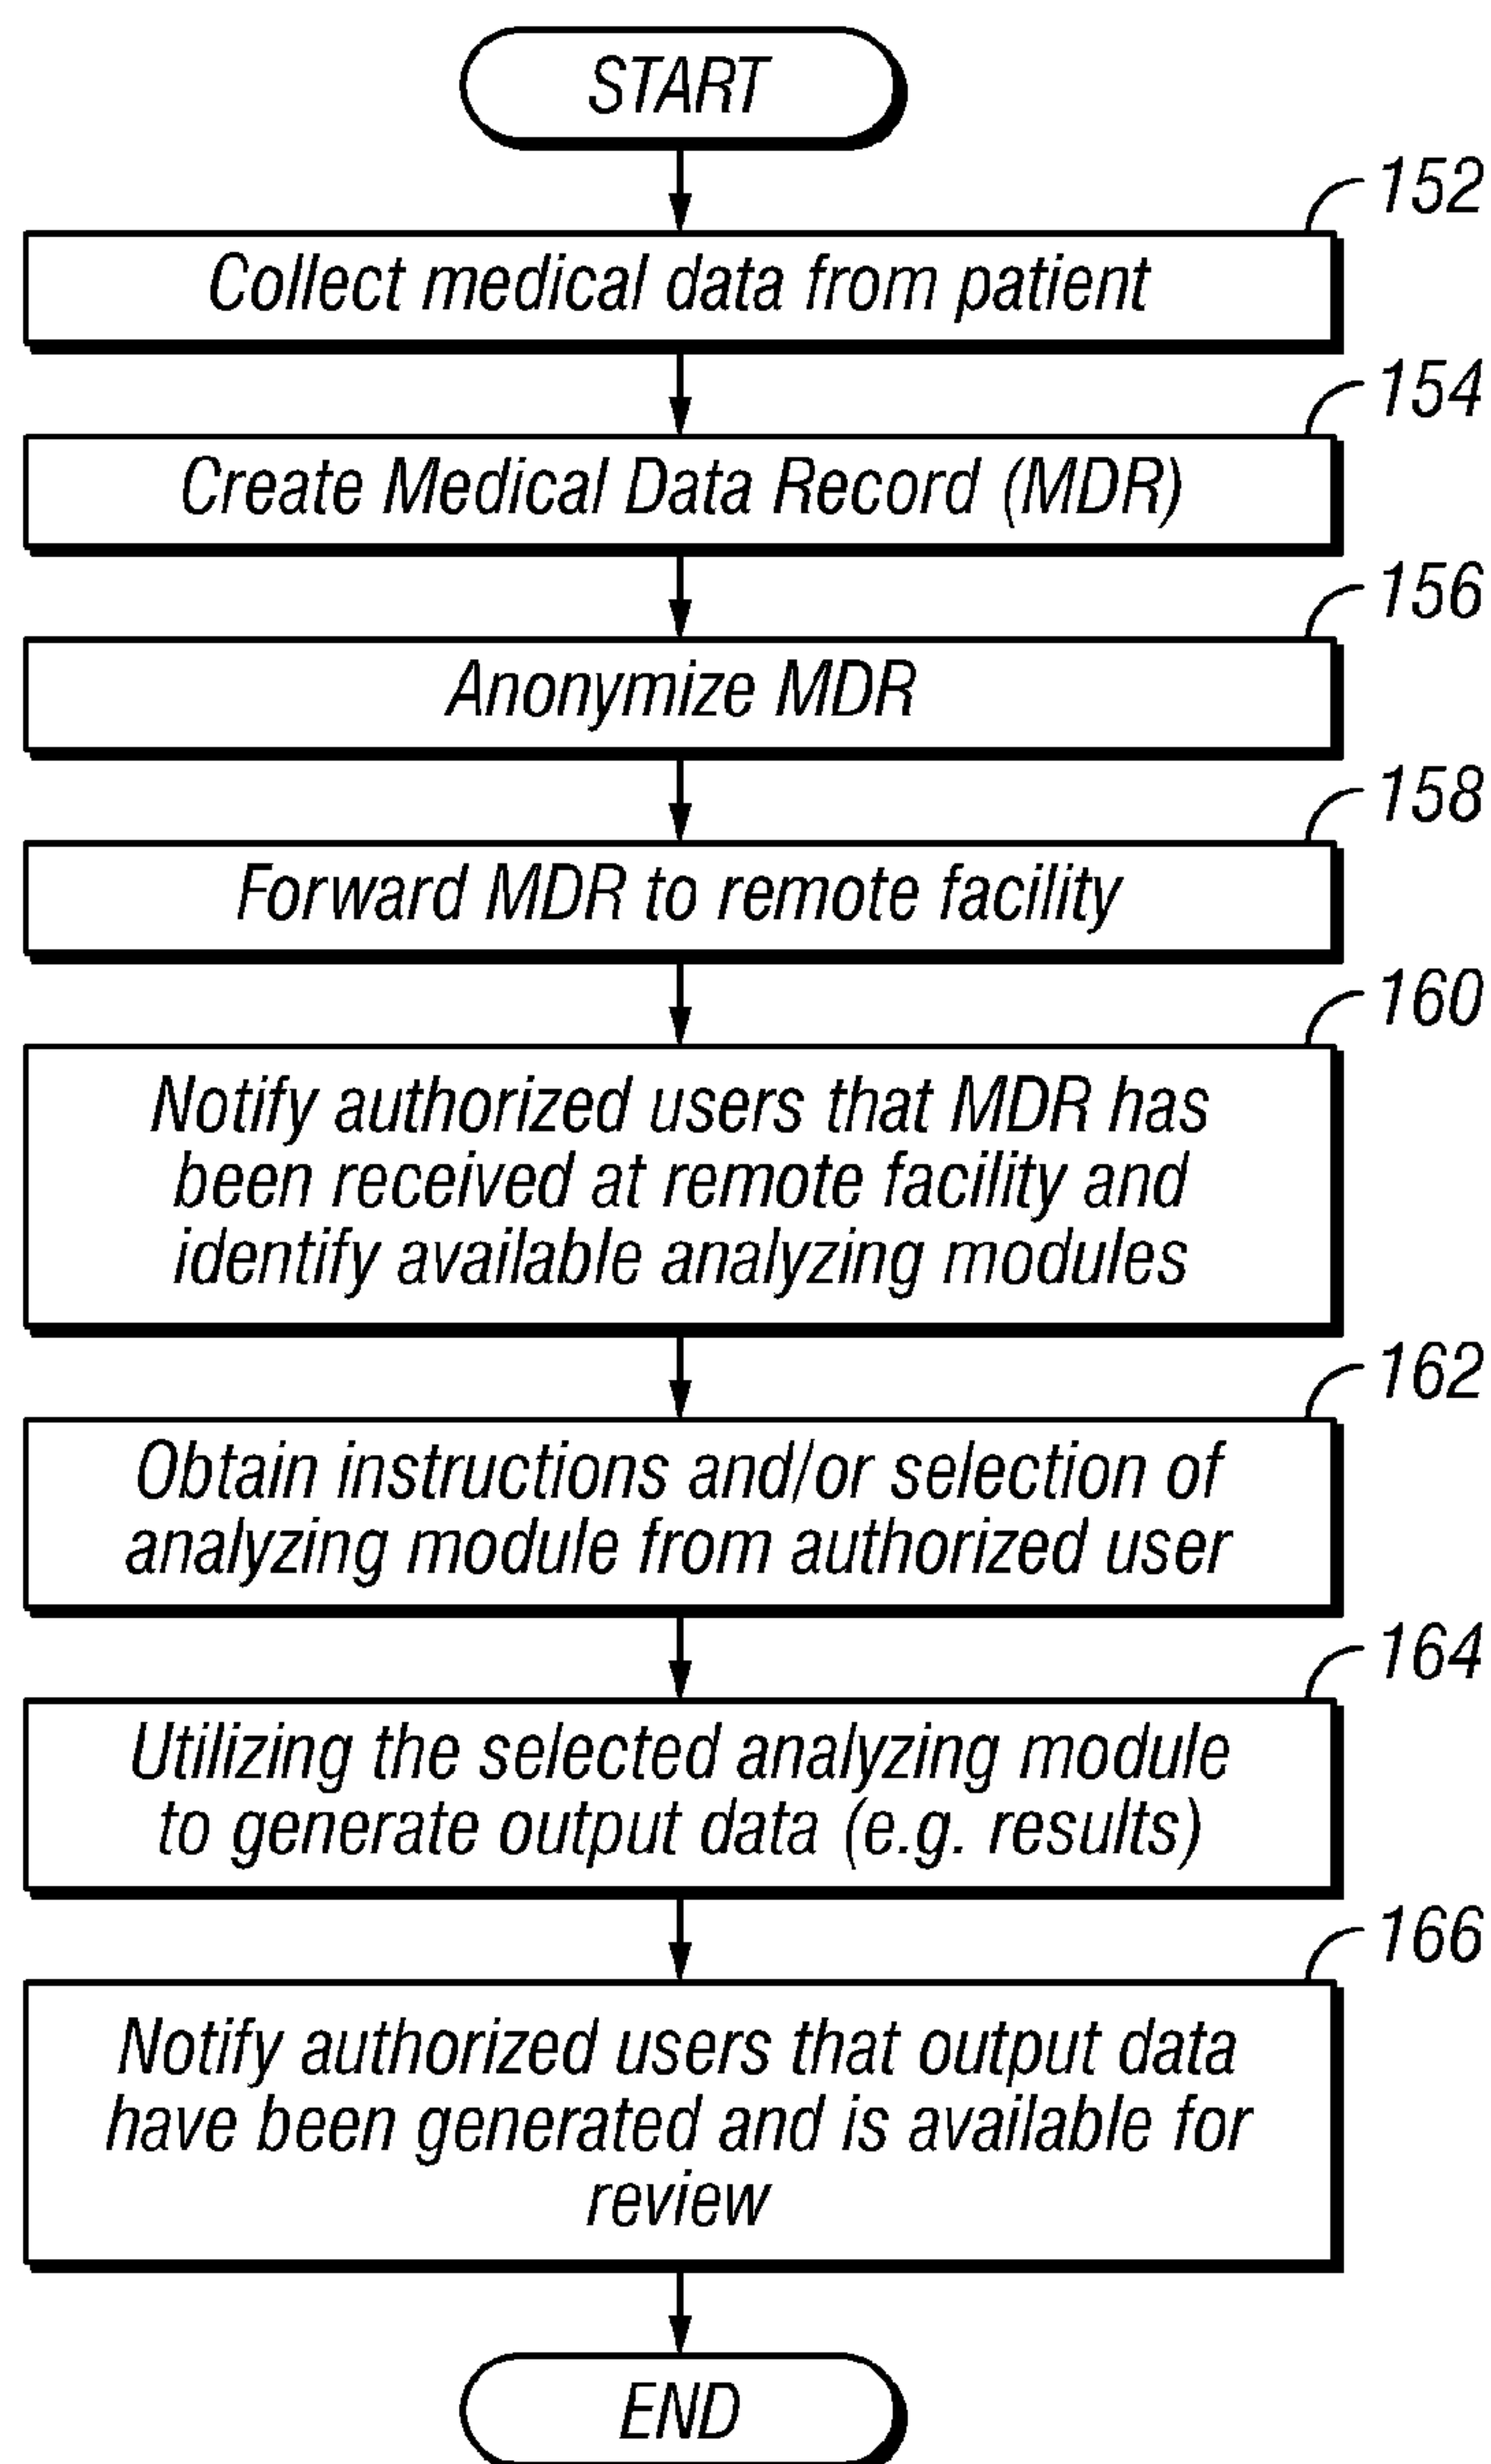 START
152
Collect medical data from patient
154
Create Medical Data Record (MDR)
156
Anonymize MDR
158
Forward MDR to remote facility
160
Notify authorized users that MDR has
been received at remote facility and
identify available analyzing modules
162
Obtain instructions and/or selection of
analyzing module from authorized user
164
Utilizing the selected analyzing module
to generate output data (e.g. results)
166
Notify authorized users that output data
have been generated and is available for
review
END